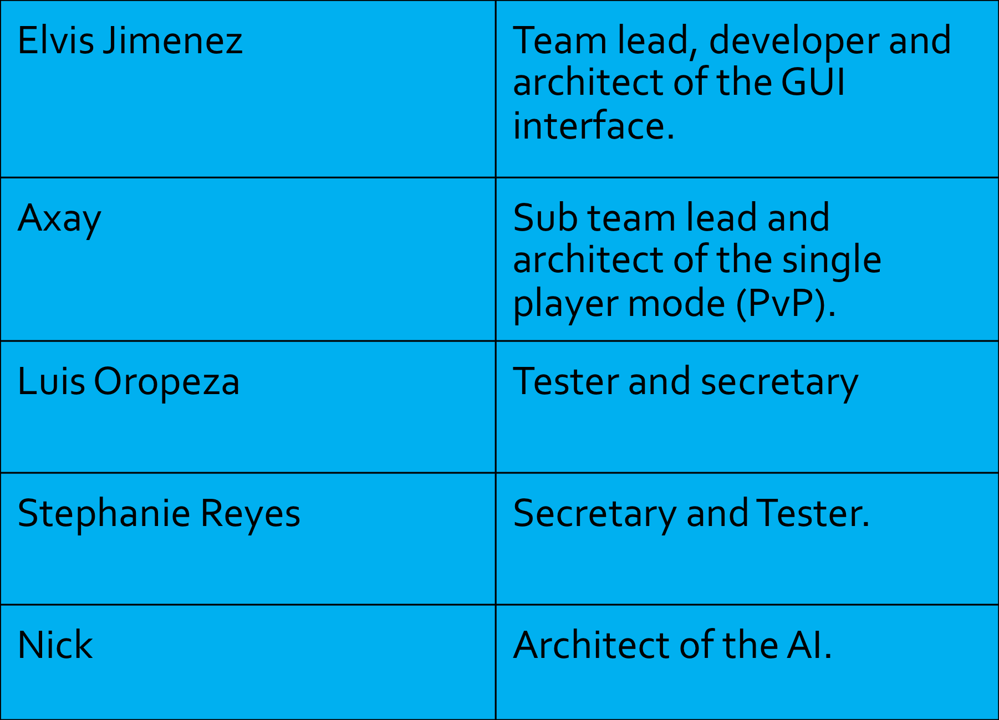 Elvis Jimenez
Team lead, developer and
architect of the GUI
interface.
Axay
Sub team lead and
architect of the single
player mode (PvP).
Luis Oropeza
Tester and secretary
Stephanie Reyes
Secretary and Tester.
Nick
Architect of the AI.